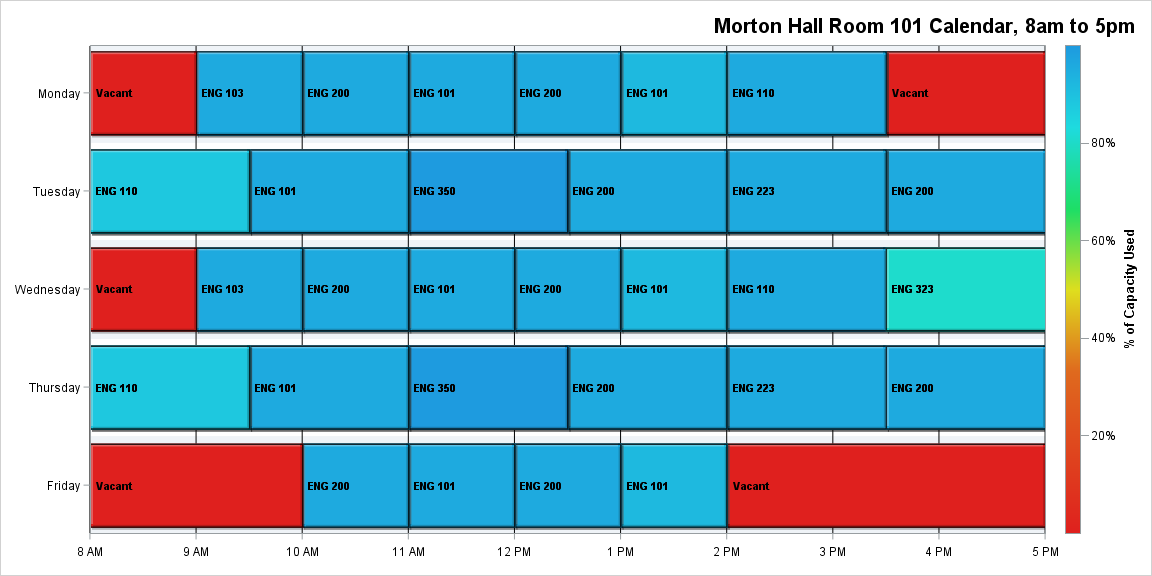 Morton Hall Room 101 Calendar, 8am to 5pm
Monday
Vacant
ENG 103
ENG 200
ENG 101
ENG 200
ENG 101
ENG 110
Vacant
Tuesday
ENG 110
ENG 101
ENG 350
ENG 200
ENG 223
ENG 200
Wednesday
Vacant
ENG 103
ENG 200
ENG 101
ENG 200
ENG 101
ENG 110
ENG 323
Thursday
ENG 110
ENG 101
ENG 350
ENG 200
ENG 223
ENG 200
Friday
Vacant
ENG 200
ENG 101
ENG 200
ENG 101
Vacant
8 AM
9 AM
10 AM
11 AM
12 PM
1 PM
2 PM
3 PM
4 PM
5 PM
80%
60%
40%
20%
% of Capacity Used